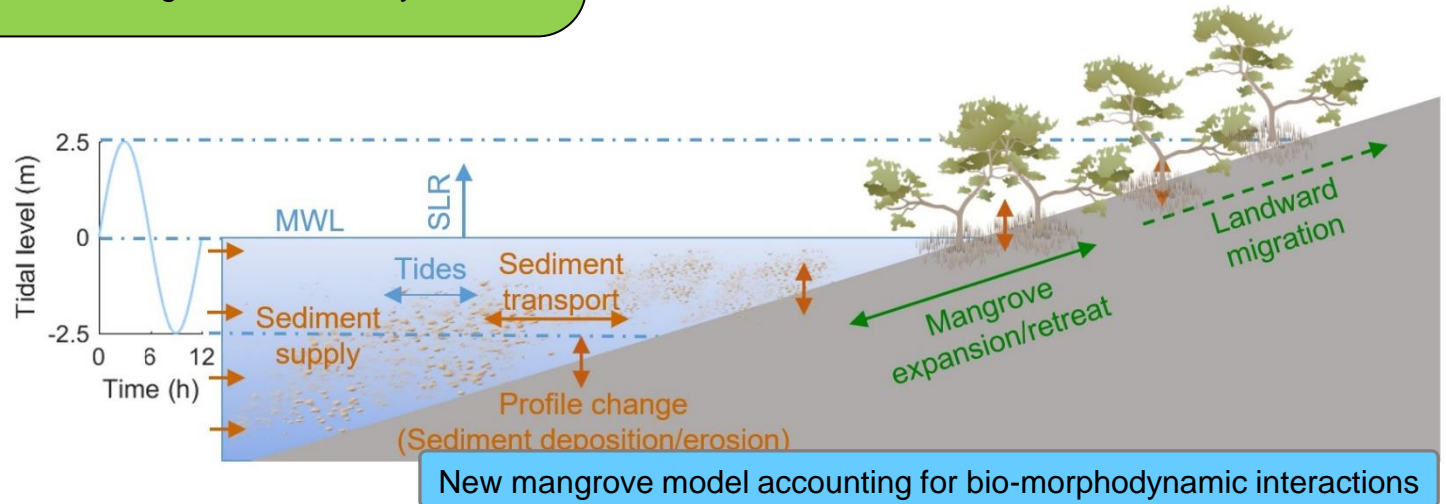 2.5
0
-2.5
Tidal level (m)
0 6 12
Time (h)
MWL
SLR
Tides
Sediment
transport
Sediment
supply
Profile change
(Sediment deposition/erosion)
Mangrove
expansion/retreat
Landward
migration
New mangrove model accounting for bio-morphodynamic interactions